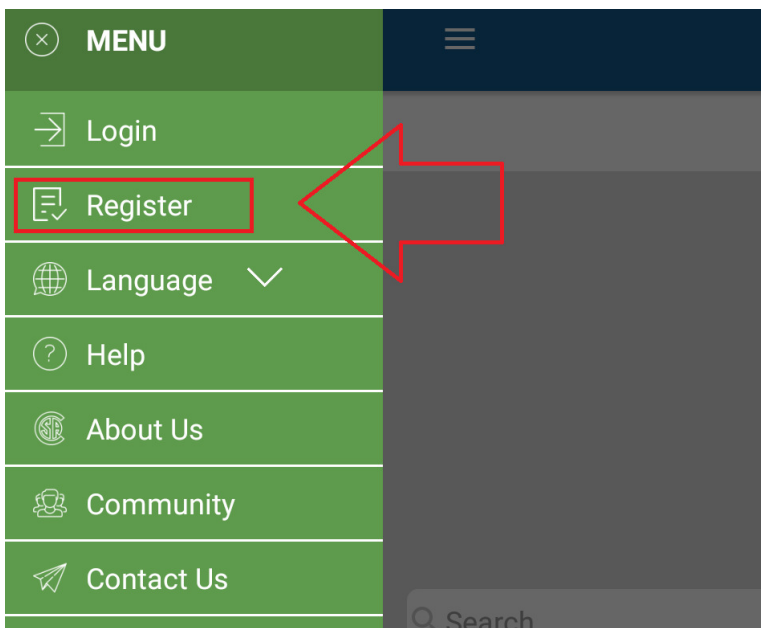 MENU
Login
Register
Language
Help
About Us
Community
Contact Us
Search